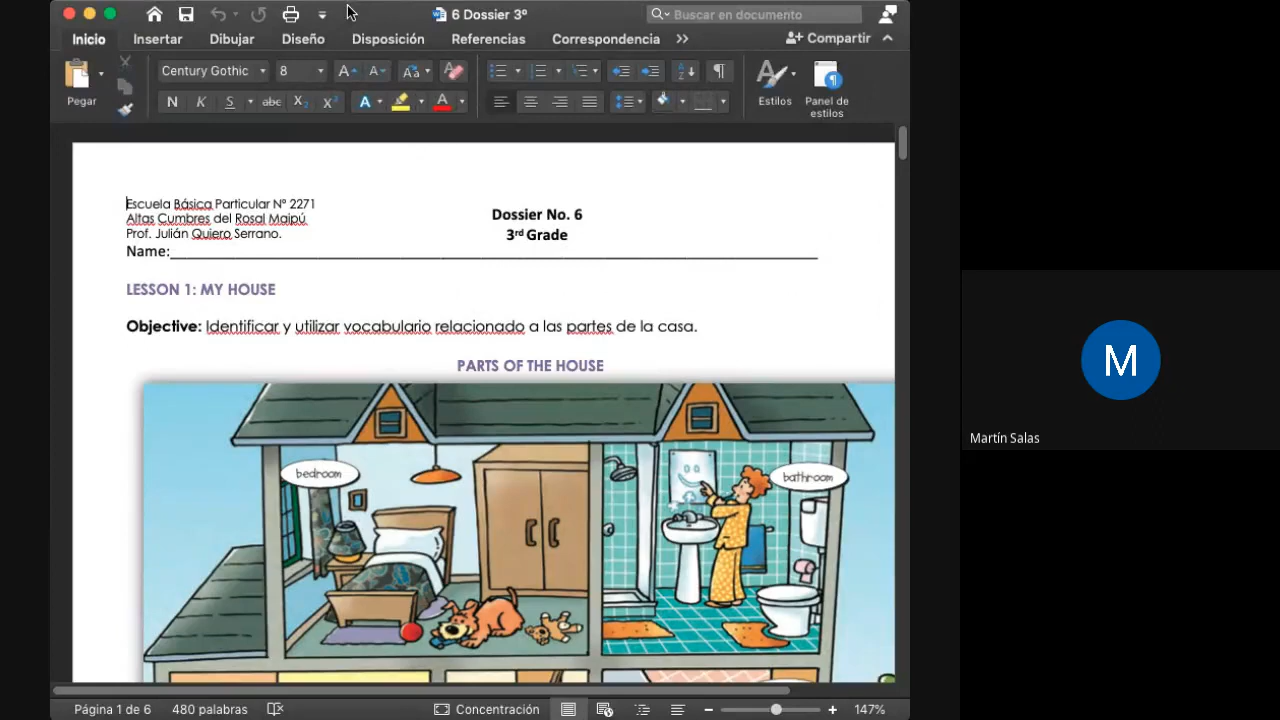 6 Dossier 3º
Buscar en documento
Inicio Insertar Dibujar Diseño Disposición Referencias Correspondencia >> Compartir
Pegar
Century Gothic 8
N K S abc X₂ X² A A
Estilos
Panel de estilos
Escuela Básica Particular Nº 2271
Altas Cumbres del Rosal Maipú
Prof. Julián Quiero Serrano.
Dossier No. 6
3rd Grade
Name:
LESSON 1: MY HOUSE
Objective: Identificar y utilizar vocabulario relacionado a las partes de la casa.
PARTS OF THE HOUSE
bedroom
bathroom
M
Martín Salas
Página 1 de 6 480 palabras Concentración 147%